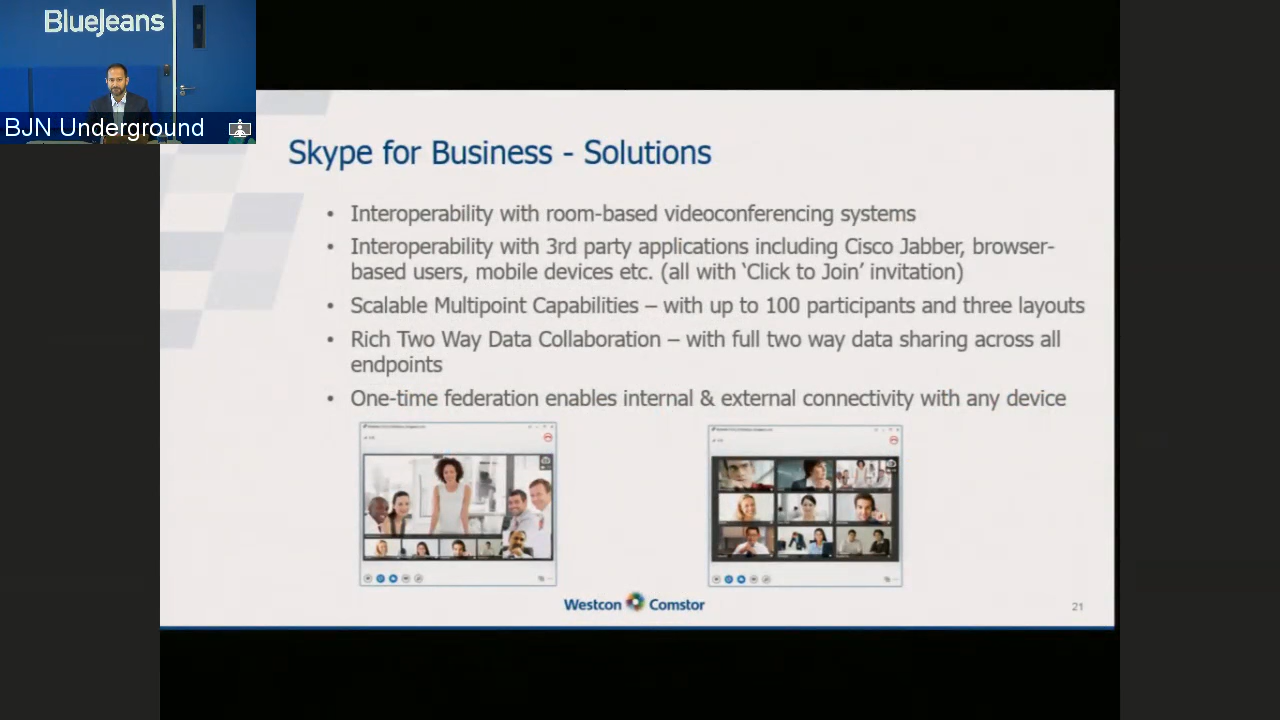 BlueJeans
BJN Underground
Skype for Business - Solutions
• Interoperability with room-based videoconferencing systems
• Interoperability with 3rd party applications including Cisco Jabber, browser-
based users, mobile devices etc. (all with ‘Click to Join’ invitation)
• Scalable Multipoint Capabilities – with up to 100 participants and three layouts
• Rich Two Way Data Collaboration – with full two way data sharing across all
endpoints
• One-time federation enables internal & external connectivity with any device
Westcon Comstor
21